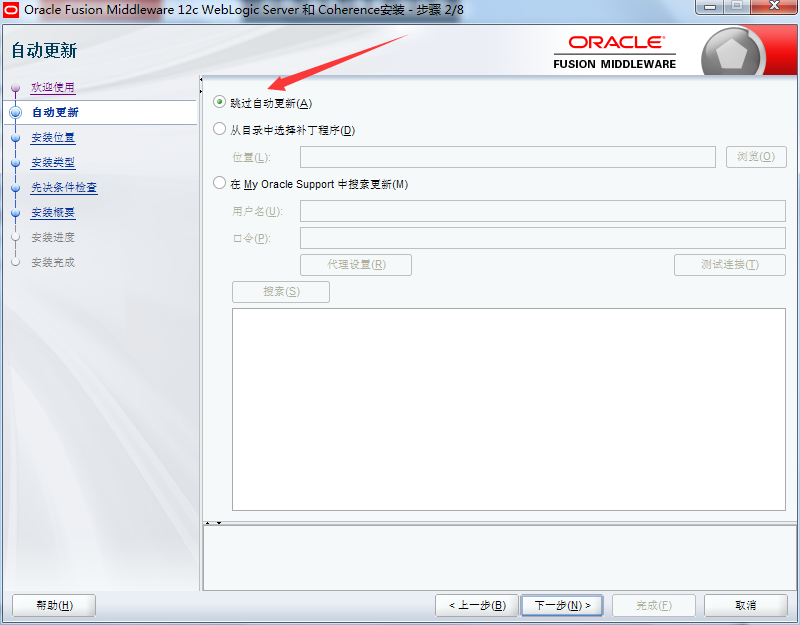 Oracle Fusion Middleware 12c WebLogic Server 和 Coherence安装 - 步骤 2/8
自动更新
ORACLE
FUSION MIDDLEWARE
欢迎使用
自动更新
安装位置
安装类型
先决条件检查
安装概要
安装进度
安装完成
跳过自动更新(A)
从目录中选择补丁程序(D)
位置(L):
浏览(O)
在 My Oracle Support 中搜索更新(M)
用户名(U):
口令(P):
代理设置(R)
测试连接(T)
搜索(S)
帮助(H)
< 上一步(B)
下一步(N) >
完成(F)
取消